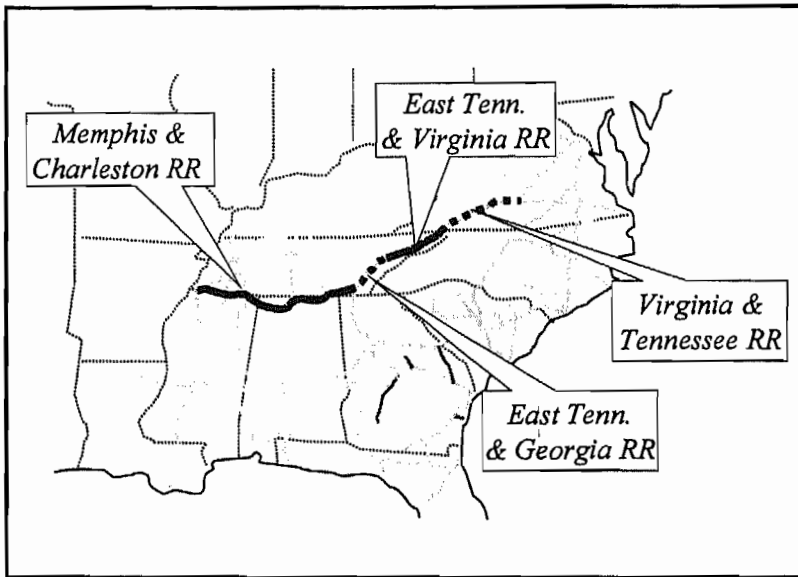 East Tenn.
& Virginia RR
Memphis &
Charleston RR
Virginia &
Tennessee RR
East Tenn.
& Georgia RR